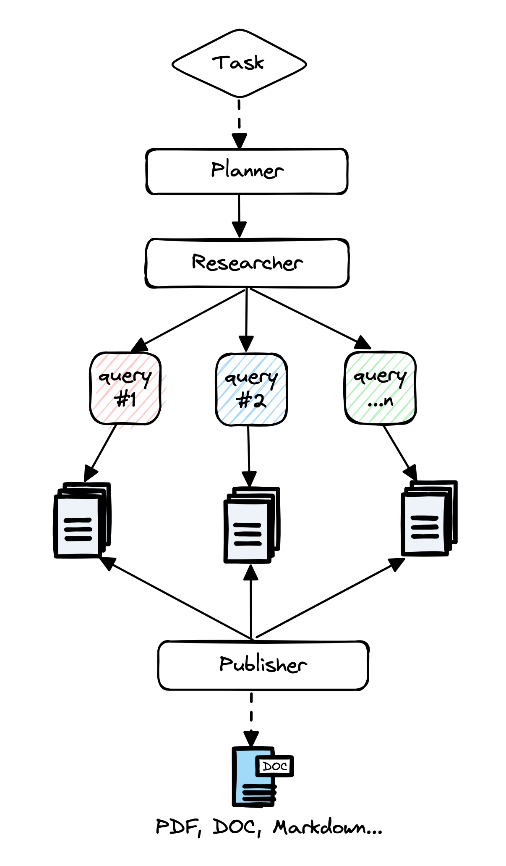 Task
Planner
Researcher
query
#1
query
#2
query
...n
Publisher
DOC
PDF, DOC, Markdown...